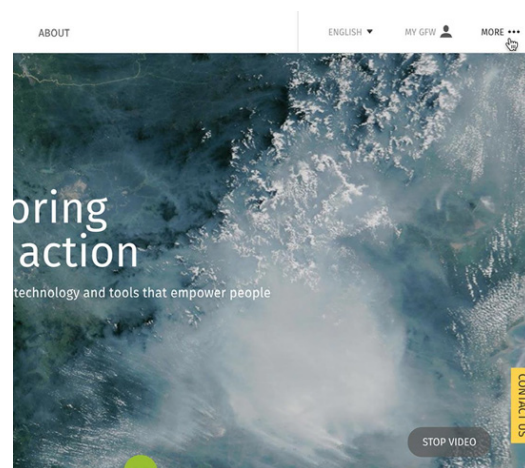 ABOUT
ENGLISH
MY GFW
MORE
oring
action
technology and tools that empower people
CONTACT US
STOP VIDEO